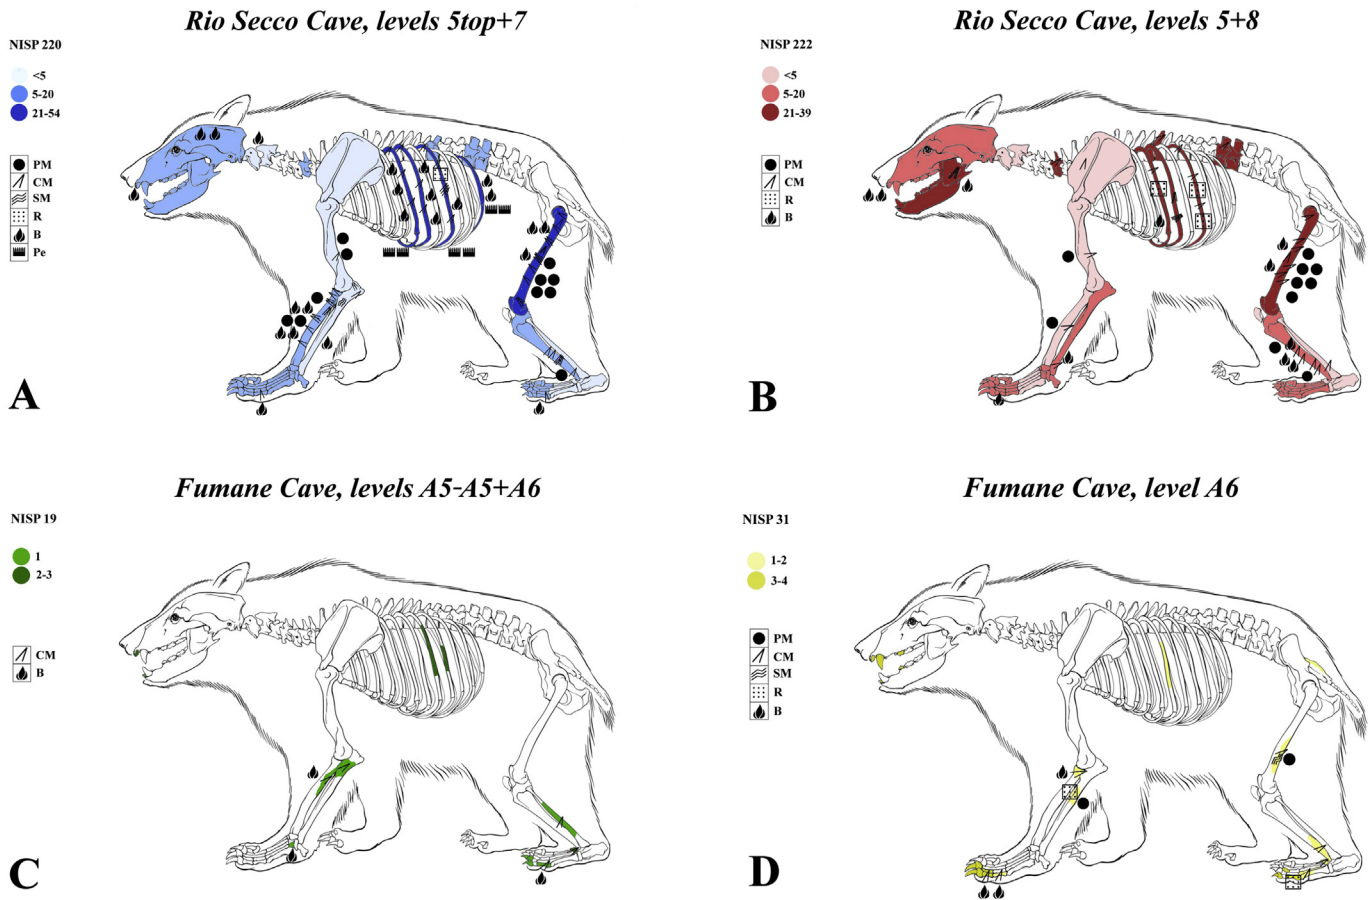 Rio Secco Cave, levels 5top+7
NISP 220
<5
5-20
21-54
PM
CM
SM
R
B
Pe
A
Rio Secco Cave, levels 5+8
NISP 222
<5
5-20
21-39
PM
CM
R
B
B
Fumane Cave, levels A5-A5+A6
NISP 19
1
2-3
CM
B
C
Fumane Cave, level A6
NISP 31
1-2
3-4
PM
CM
SM
R
B
D